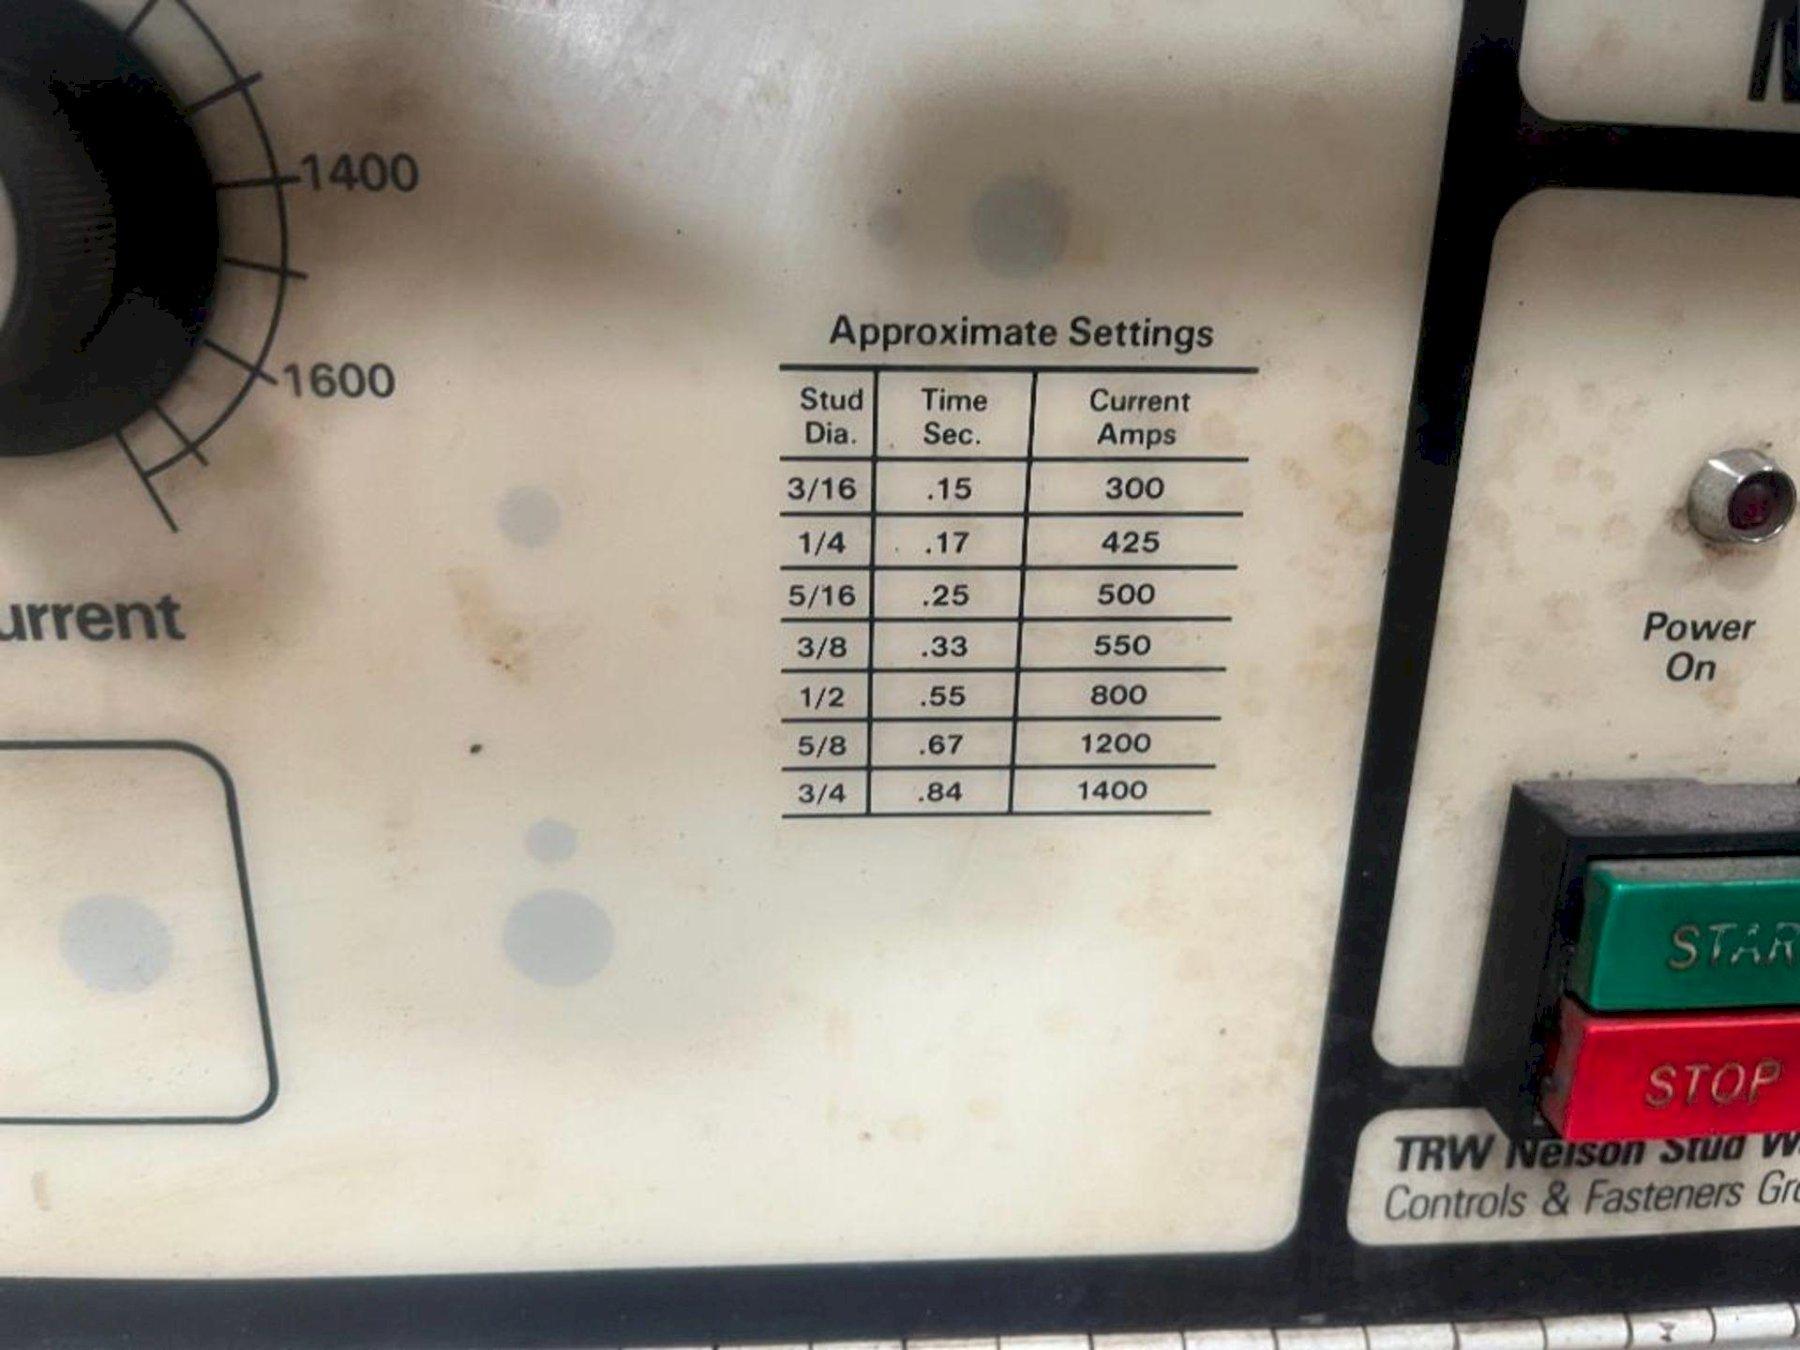 1400
1600
urrent
Approximate Settings
Stud Dia. Time Sec. Current Amps
3/16 .15 300
1/4 .17 425
5/16 .25 500
3/8 .33 550
1/2 .55 800
5/8 .67 1200
3/4 .84 1400
Power
On
STAR
STOP
TRW Nelson Stud W
Controls & Fasteners Gro